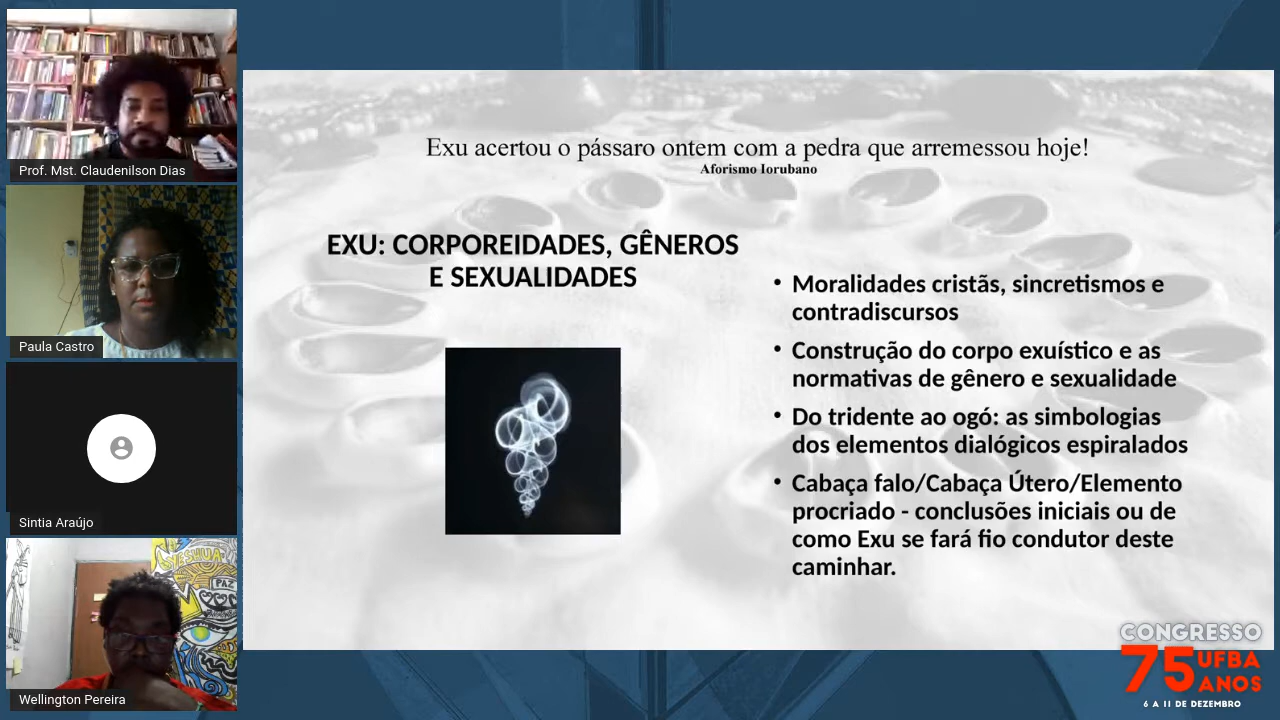 Prof. Mst. Claudenilson Dias
Paula Castro
Sintia Araújo
YESHUA
PAZ
Wellington Pereira
Exu acertou o pássaro ontem com a pedra que arremessou hoje!
Aforismo Iorubano
EXU: CORPOREIDADES, GÊNEROS
E SEXUALIDADES
• Moralidades cristãs, sincretismos e
contradiscursos
• Construção do corpo exuístico e as
normativas de gênero e sexualidade
• Do tridente ao ogó: as simbologias
dos elementos dialógicos espiralados
• Cabaça falo/Cabaça Útero/Elemento
procriado - conclusões iniciais ou de
como Exu se fará fio condutor deste
caminhar.
CONGRESSO
75 UFBA
ANOS
6 A 11 DE DEZEMBRO